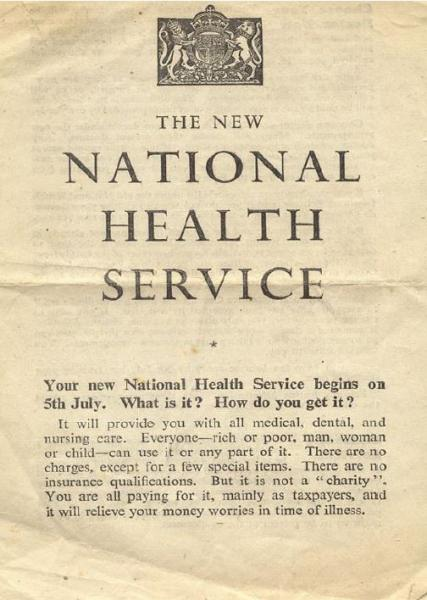 THE NEW
NATIONAL
HEALTH
SERVICE
*
Your new National Health Service begins on
5th July. What is it? How do you get it?
It will provide you with all medical, dental, and
nursing care. Everyone—rich or poor, man, woman
or child—can use it or any part of it. There are no
charges, except for a few special items. There are no
insurance qualifications. But it is not a “charity”.
You are all paying for it, mainly as taxpayers, and
it will relieve your money worries in time of illness.